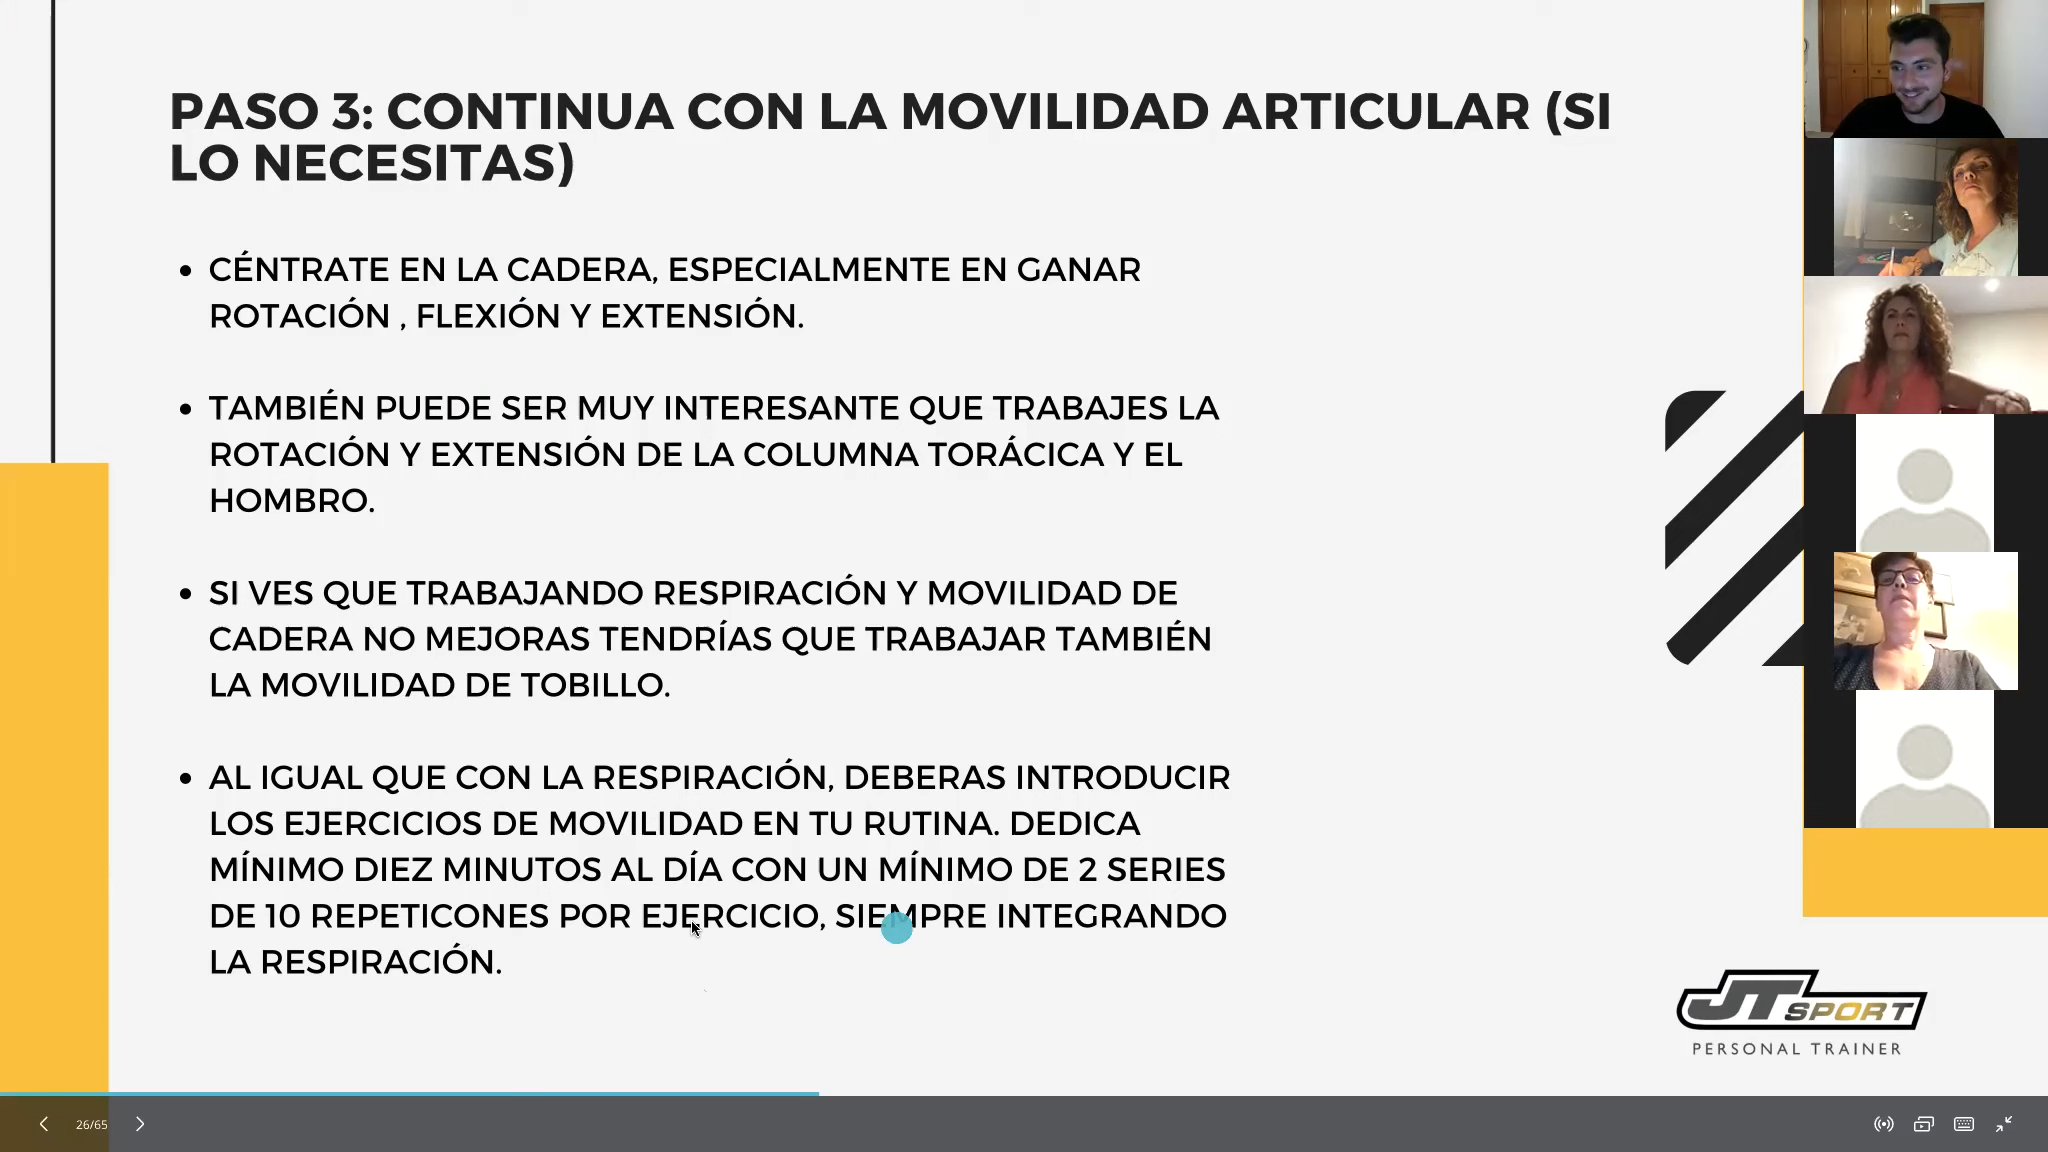 PASO 3: CONTINUA CON LA MOVILIDAD ARTICULAR (SI
LO NECESITAS)
• CÉNTRATE EN LA CADERA, ESPECIALMENTE EN GANAR
ROTACIÓN , FLEXIÓN Y EXTENSIÓN.
• TAMBIÉN PUEDE SER MUY INTERESANTE QUE TRABAJES LA
ROTACIÓN Y EXTENSIÓN DE LA COLUMNA TORÁCICA Y EL
HOMBRO.
• SI VES QUE TRABAJANDO RESPIRACIÓN Y MOVILIDAD DE
CADERA NO MEJORAS TENDRÍAS QUE TRABAJAR TAMBIÉN
LA MOVILIDAD DE TOBILLO.
• AL IGUAL QUE CON LA RESPIRACIÓN, DEBERAS INTRODUCIR
LOS EJERCICIOS DE MOVILIDAD EN TU RUTINA. DEDICA
MÍNIMO DIEZ MINUTOS AL DÍA CON UN MÍNIMO DE 2 SERIES
DE 10 REPETICONES POR EJERCICIO, SIEMPRE INTEGRANDO
LA RESPIRACIÓN.
JT SPORT
PERSONAL TRAINER
26/65